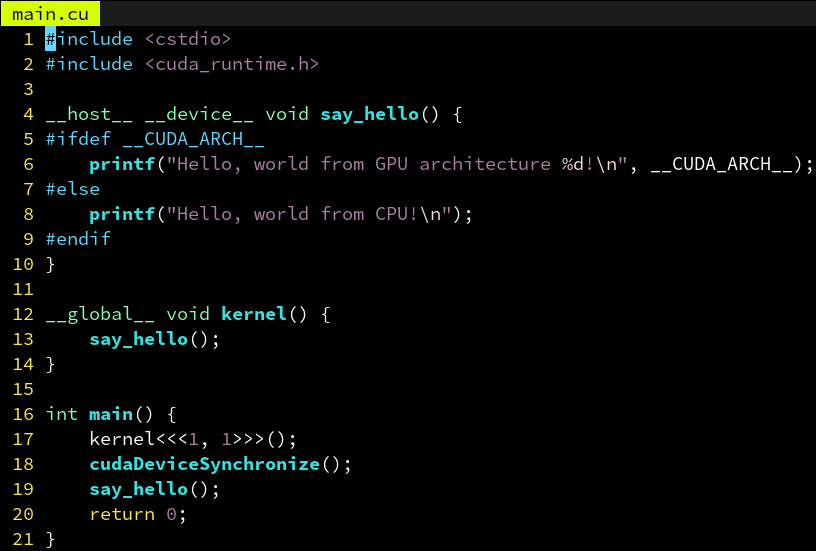 main.cu
1 #include <cstdio>
2 #include <cuda_runtime.h>
3
4 __host__ __device__ void say_hello() {
5 #ifdef __CUDA_ARCH__
6     printf("Hello, world from GPU architecture %d!\n", __CUDA_ARCH__);
7 #else
8     printf("Hello, world from CPU!\n");
9 #endif
10 }
11
12 __global__ void kernel() {
13     say_hello();
14 }
15
16 int main() {
17     kernel<<<1, 1>>>();
18     cudaDeviceSynchronize();
19     say_hello();
20     return 0;
21 }